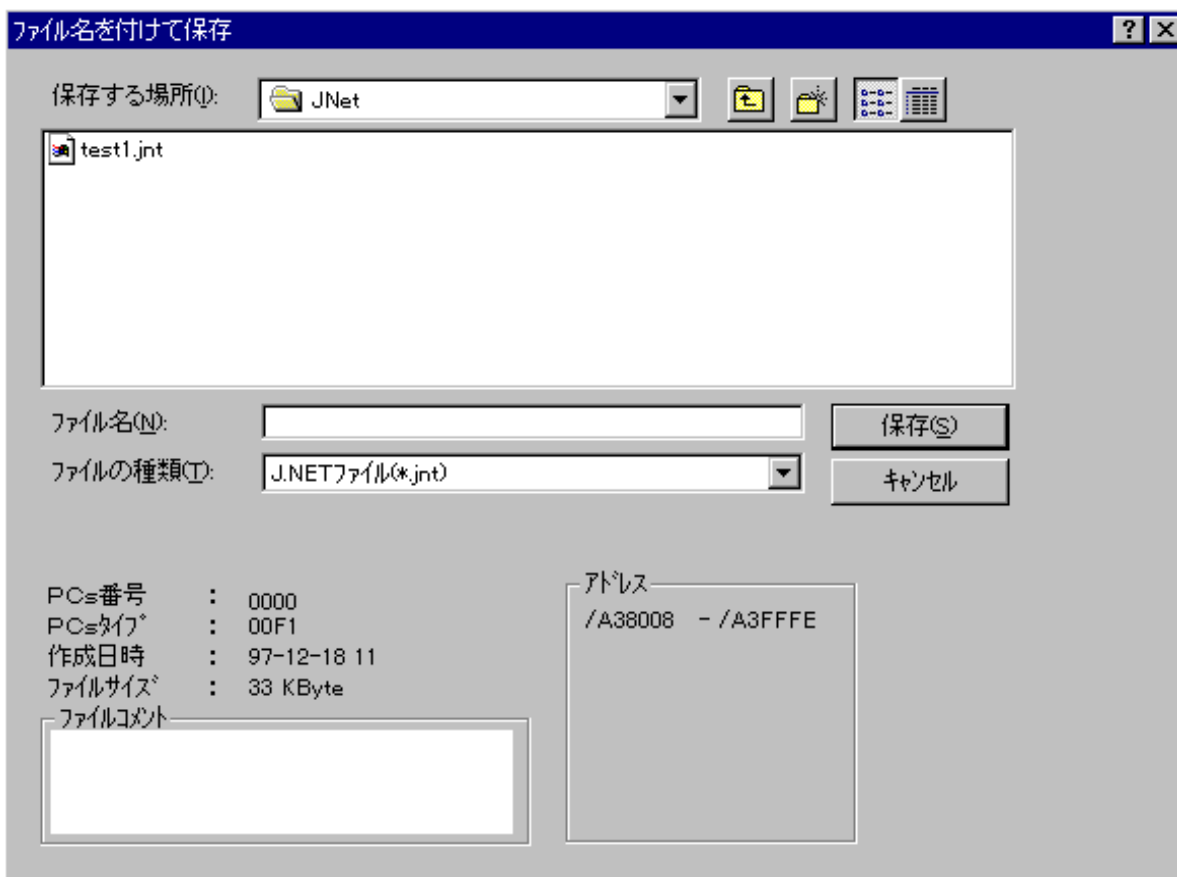 ファイル名を付けて保存
保存する場所(I): JNet
test1.jnt
ファイル名(N): 保存(S)
ファイルの種類(T): J.NETファイル(*.jnt) キャンセル
PCs番号 : 0000
PCsタイプ : 00F1
作成日時 : 97-12-18 11
ファイルサイズ : 33 KByte
ファイルコメント
アドレス
/A38008 - /A3FFFE